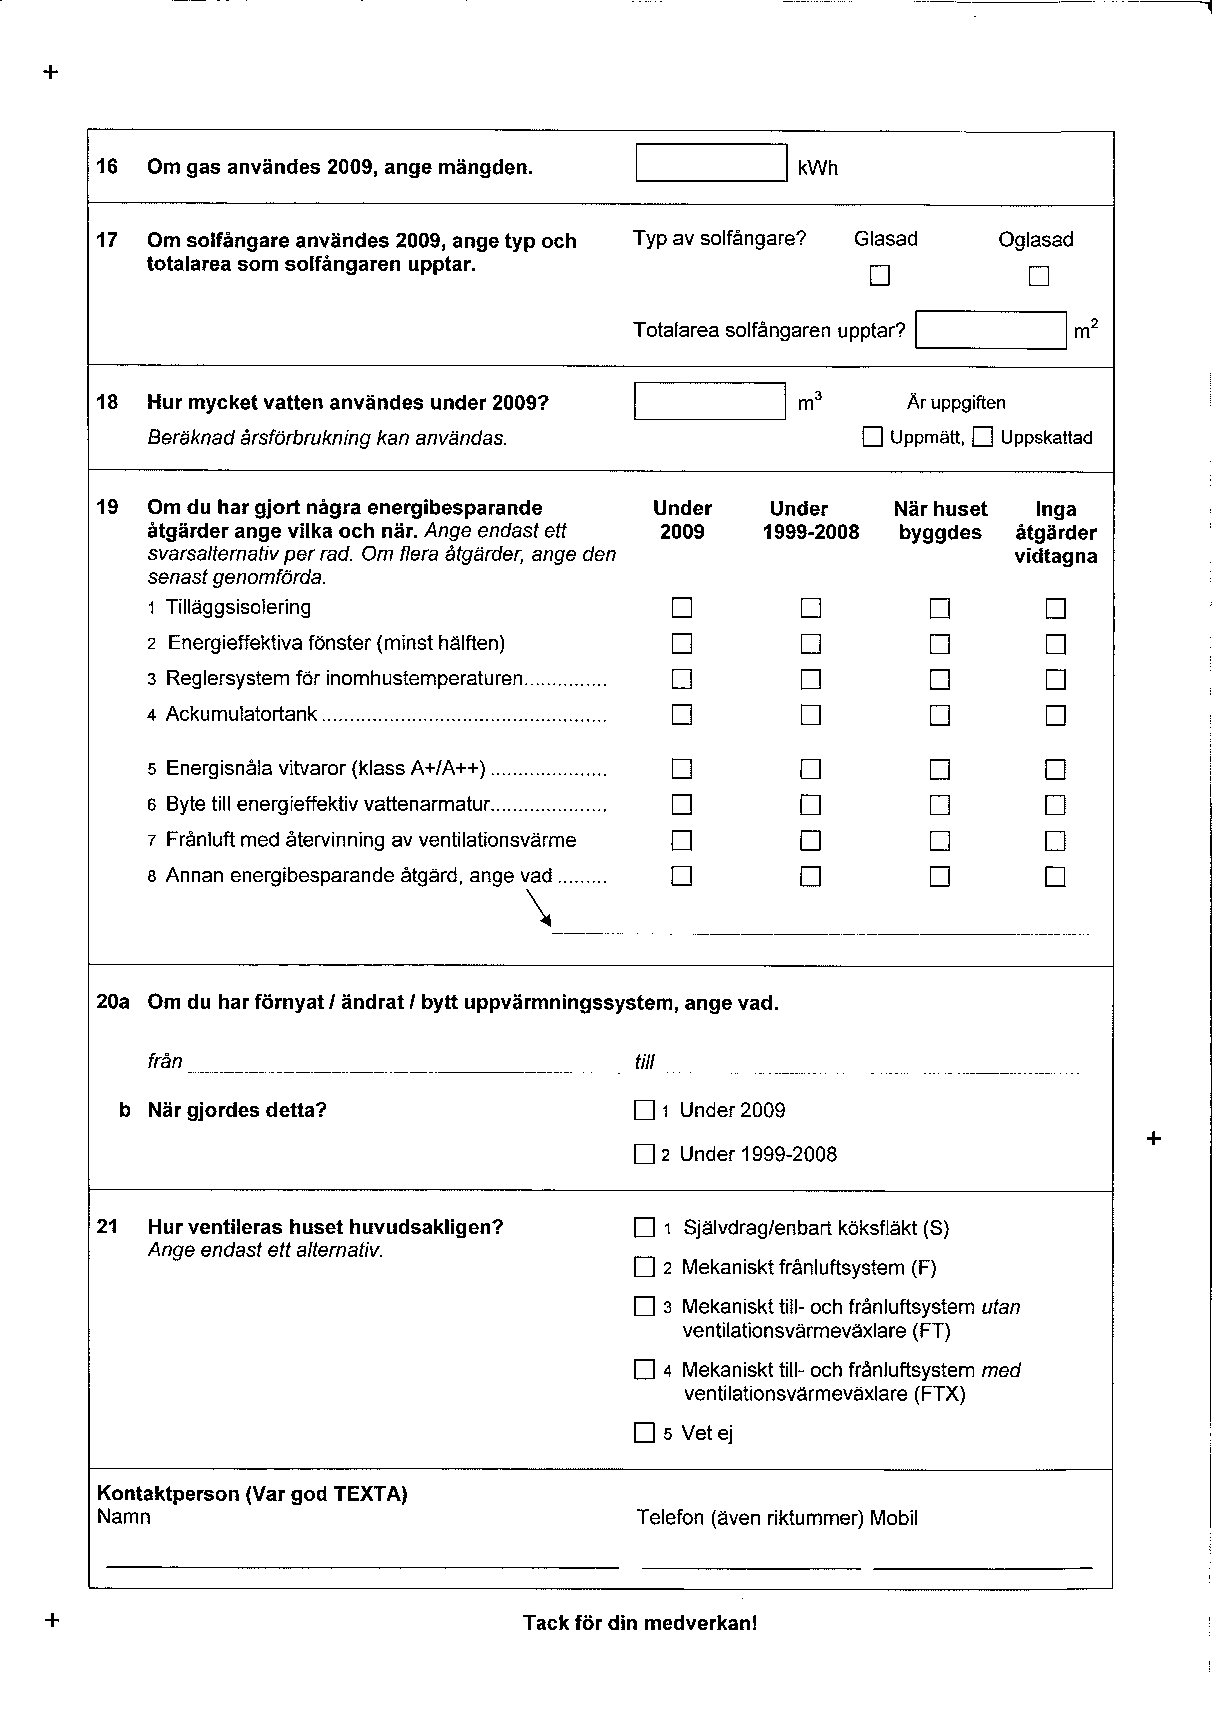 +
16 Om gas användes 2009, ange mängden. kWh
17 Om solfångare användes 2009, ange typ och Typ av solfångare? Glasad Oglasad
totalarea som solfångaren upptar.
Totalarea solfångaren upptar? m²
18 Hur mycket vatten användes under 2009? m³ Är uppgiften
Beräknad årsförbrukning kan användas. Uppmätt, Uppskattad
19 Om du har gjort några energibesparande Under Under När huset Inga
åtgärder ange vilka och när. Ange endast ett 2009 1999-2008 byggdes åtgärder
svarsalternativ per rad. Om flera åtgärder, ange den vidtagna
senast genomförda.
1 Tilläggsisolering
2 Energieffektiva fönster (minst hälften)
3 Reglersystem för inomhustemperaturen...............
4 Ackumulatortank...................................................
5 Energisnåla vitvaror (klass A+/A++) .....................
6 Byte till energieffektiv vattenarmatur.....................
7 Frånluft med återvinning av ventilationsvärme
8 Annan energibesparande åtgärd, ange vad .........
20a Om du har förnyat / ändrat / bytt uppvärmningssystem, ange vad.
från till
b När gjordes detta? 1 Under 2009
+
2 Under 1999-2008
21 Hur ventileras huset huvudsakligen? 1 Självdrag/enbart köksfläkt (S)
Ange endast ett alternativ.
2 Mekaniskt frånluftsystem (F)
3 Mekaniskt till- och frånluftsystem utan
ventilationsvärmeväxlare (FT)
4 Mekaniskt till- och frånluftsystem med
ventilationsvärmeväxlare (FTX)
5 Vet ej
Kontaktperson (Var god TEXTA)
Namn Telefon (även riktummer) Mobil
+ Tack för din medverkan!